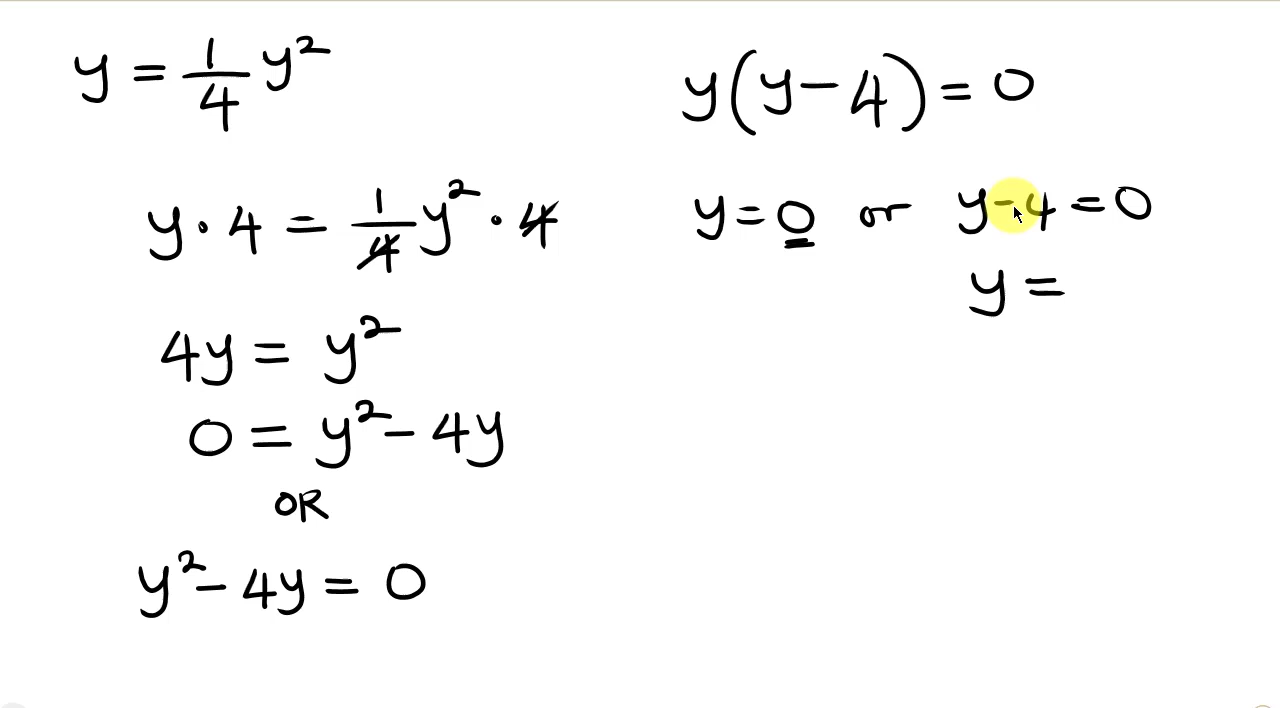 y = 1/4 y²
y · 4 = 1/4 y² · 4
4y = y²
0 = y² - 4y
OR
y² - 4y = 0
y(y - 4) = 0
y = 0 or y - 4 = 0
y =